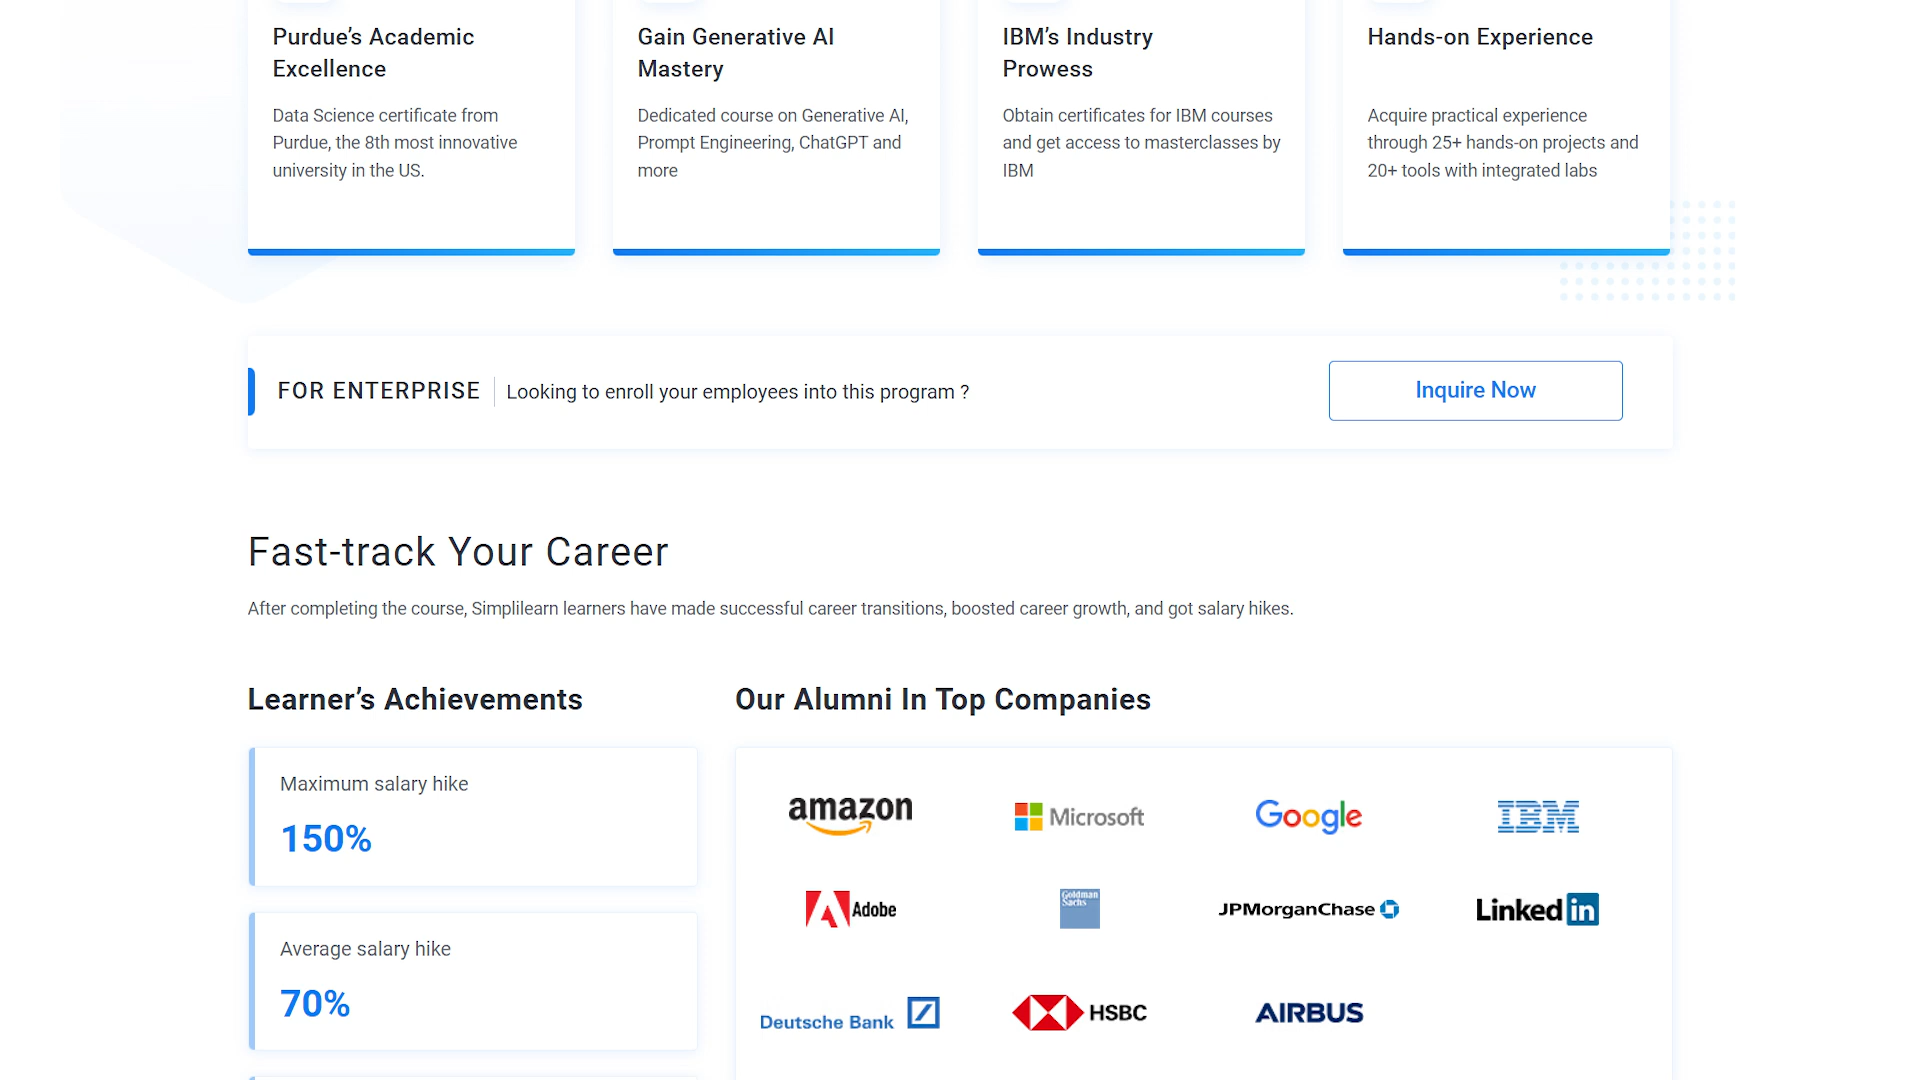 Purdue’s Academic
Excellence
Data Science certificate from
Purdue, the 8th most innovative
university in the US.
Gain Generative AI
Mastery
Dedicated course on Generative AI,
Prompt Engineering, ChatGPT and
more
IBM’s Industry
Prowess
Obtain certificates for IBM courses
and get access to masterclasses by
IBM
Hands-on Experience
Acquire practical experience
through 25+ hands-on projects and
20+ tools with integrated labs
FOR ENTERPRISE
Looking to enroll your employees into this program ?
Inquire Now
Fast-track Your Career
After completing the course, Simplilearn learners have made successful career transitions, boosted career growth, and got salary hikes.
Learner’s Achievements
Maximum salary hike
150%
Average salary hike
70%
Our Alumni In Top Companies
amazon
Microsoft
Google
IBM
Adobe
Goldman
Sachs
JPMorganChase
Linkedin
Deutsche Bank
HSBC
AIRBUS